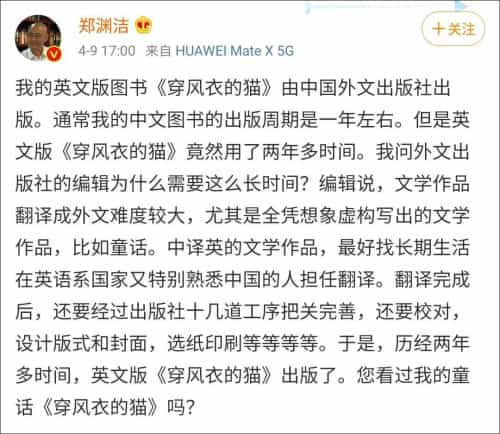 郑渊洁
4-9 17:00 来自 HUAWEI Mate X 5G
+关注
我的英文版图书《穿风衣的猫》由中国外文出版社出
版。通常我的中文图书的出版周期是一年左右。但是英
文版《穿风衣的猫》竟然用了两年多时间。我问外文出
版社的编辑为什么需要这么长时间？编辑说，文学作品
翻译成外文难度较大，尤其是全凭想象虚构写出的文学
作品，比如童话。中译英的文学作品，最好找长期生活
在英语系国家又特别熟悉中国的人担任翻译。翻译完成
后，还要经过出版社十几道工序把关完善，还要校对，
设计版式和封面，选纸印刷等等等等。于是，历经两年
多时间，英文版《穿风衣的猫》出版了。您看过我的童
话《穿风衣的猫》吗？